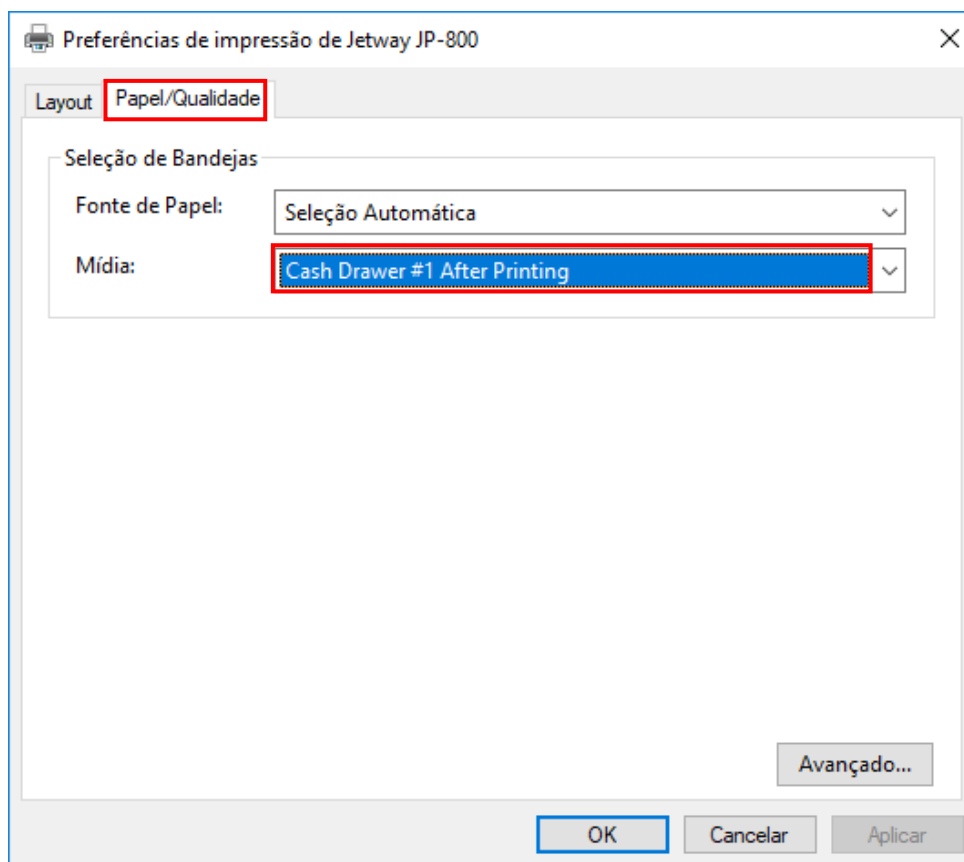 Preferências de impressão de Jetway JP-800
Layout
Papel/Qualidade
Seleção de Bandejas
Fonte de Papel:
Seleção Automática
Mídia:
Cash Drawer #1 After Printing
Avançado...
OK
Cancelar
Aplicar